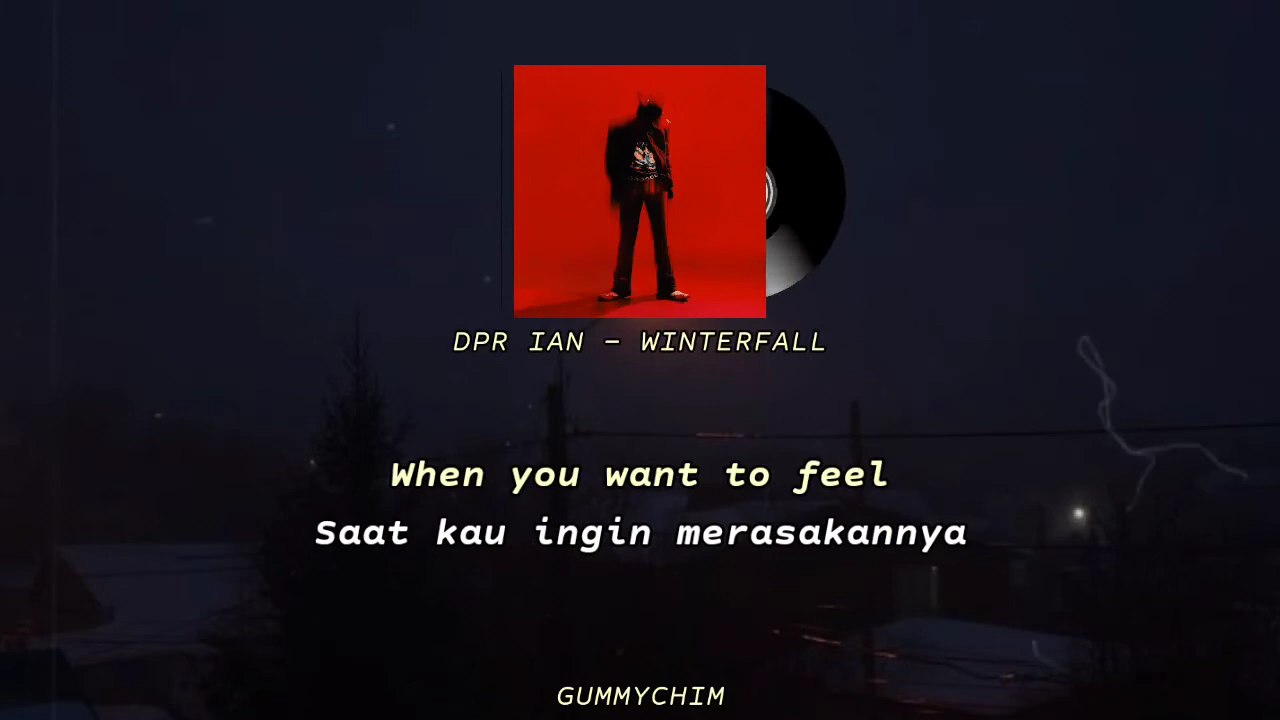 DPR IAN - WINTERFALL
When you want to feel
Saat kau ingin merasakannya
GUMMYCHIM